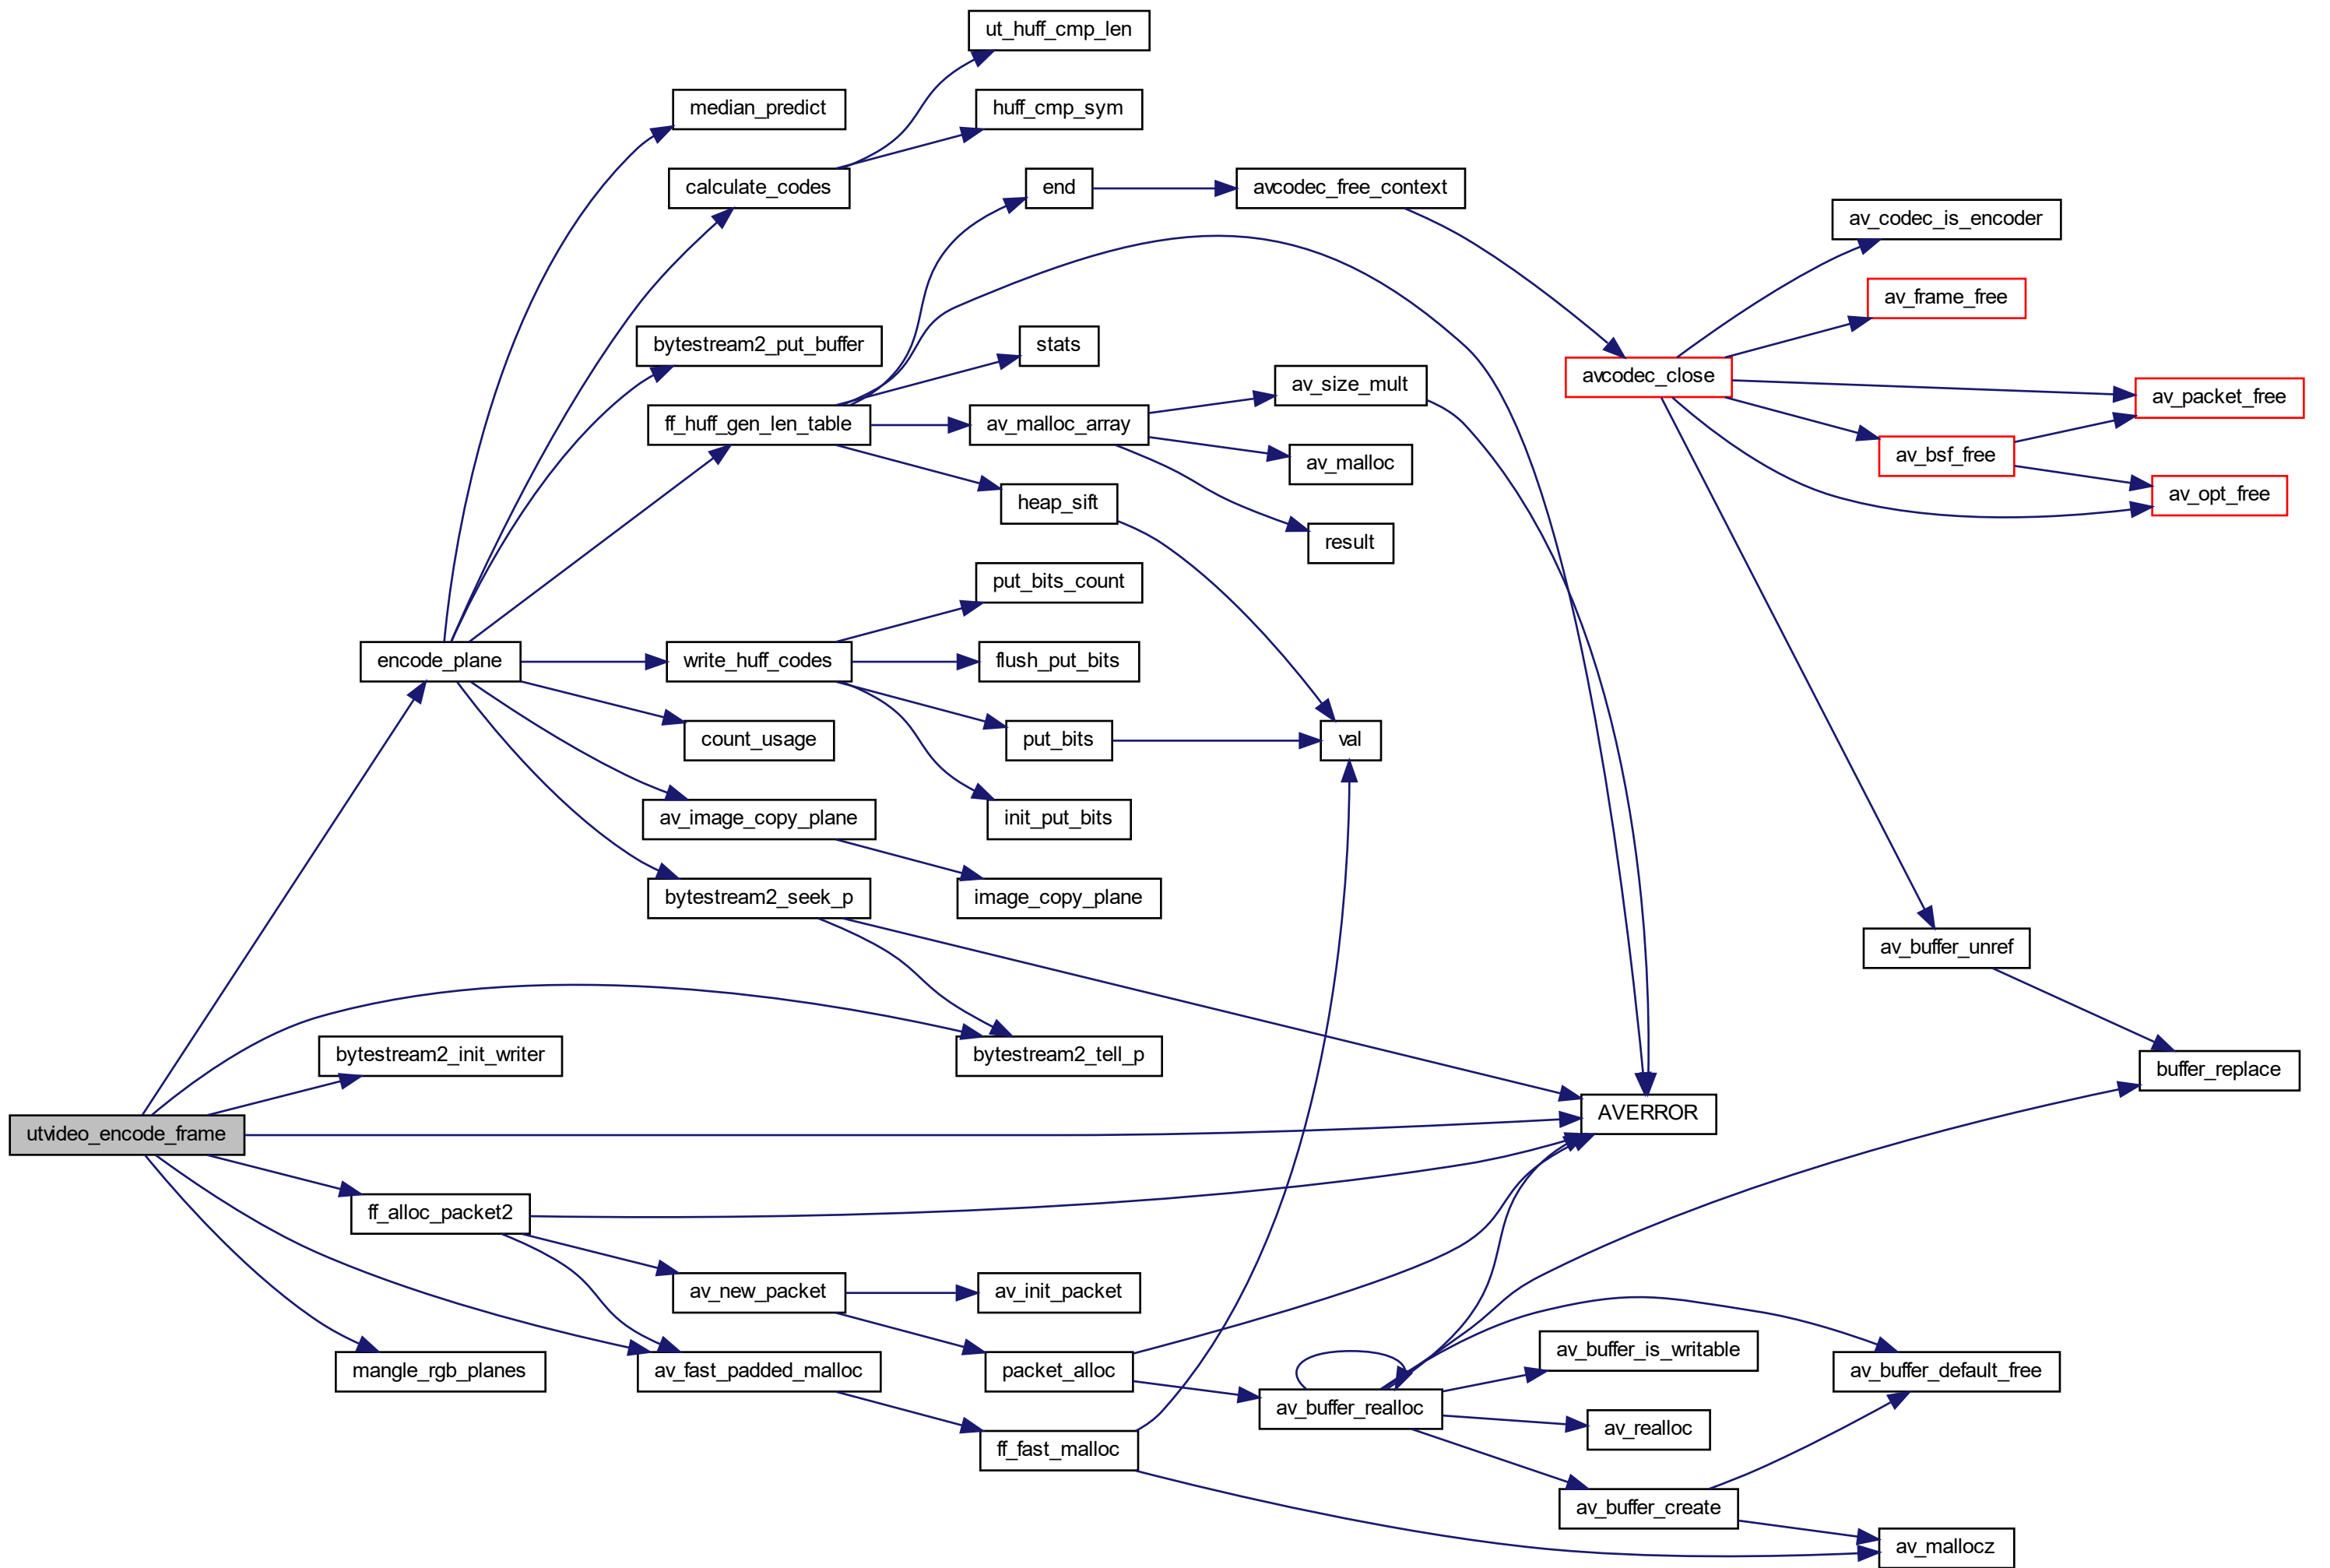 ut_huff_cmp_len
median_predict
huff_cmp_sym
calculate_codes
end
avcodec_free_context
av_codec_is_encoder
av_frame_free
bytestream2_put_buffer
stats
avcodec_close
av_size_mult
av_packet_free
ff_huff_gen_len_table
av_malloc_array
av_malloc
av_bsf_free
heap_sift
av_opt_free
result
put_bits_count
encode_plane
write_huff_codes
flush_put_bits
count_usage
put_bits
val
av_image_copy_plane
init_put_bits
bytestream2_seek_p
image_copy_plane
av_buffer_unref
bytestream2_init_writer
bytestream2_tell_p
buffer_replace
AVERROR
utvideo_encode_frame
ff_alloc_packet2
av_new_packet
av_init_packet
av_buffer_is_writable
mangle_rgb_planes
av_fast_padded_malloc
packet_alloc
av_buffer_default_free
av_buffer_realloc
av_realloc
ff_fast_malloc
av_buffer_create
av_mallocz